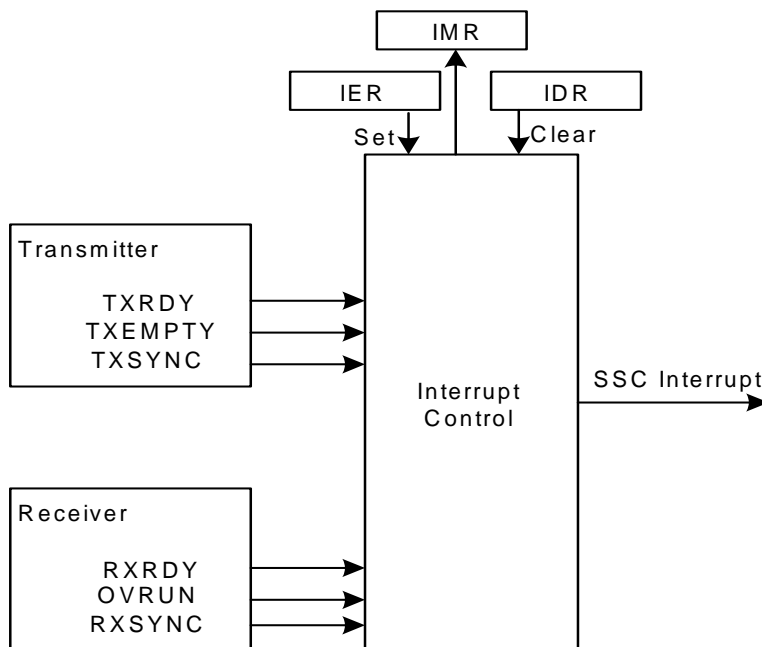 IMR
IER
IDR
Set
Clear
Transmitter
TXRDY
TXEMPTY
TXSYNC
Interrupt
Control
SSC Interrupt
Receiver
RXRDY
OVRUN
RXSYNC